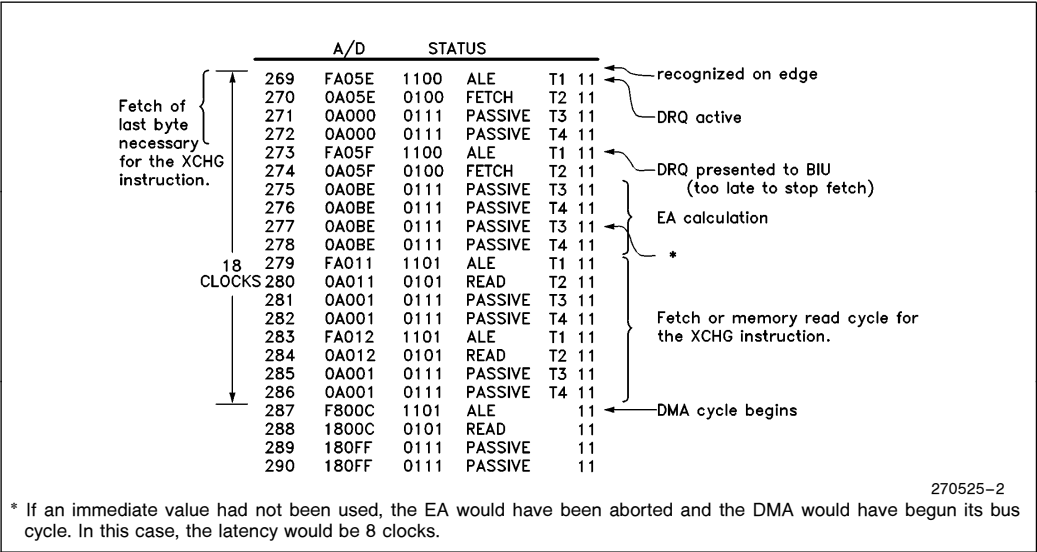 A/D STATUS
269 FA05E 1100 ALE T1 11
270 0A05E 0100 FETCH T2 11
271 0A000 0111 PASSIVE T3 11
272 0A000 0111 PASSIVE T4 11
273 FA05F 1100 ALE T1 11
274 0A05F 0100 FETCH T2 11
275 0A0BE 0111 PASSIVE T3 11
276 0A0BE 0111 PASSIVE T4 11
277 0A0BE 0111 PASSIVE T3 11
278 0A0BE 0111 PASSIVE T4 11
279 FA011 1101 ALE T1 11
280 0A011 0101 READ T2 11
281 0A001 0111 PASSIVE T3 11
282 0A001 0111 PASSIVE T4 11
283 FA012 1101 ALE T1 11
284 0A012 0101 READ T2 11
285 0A001 0111 PASSIVE T3 11
286 0A001 0111 PASSIVE T4 11
287 F800C 1101 ALE 11
288 1800C 0101 READ 11
289 180FF 0111 PASSIVE 11
290 180FF 0111 PASSIVE 11
Fetch of
last byte
necessary
for the XCHG
instruction.
18
CLOCKS
recognized on edge
DRQ active
DRQ presented to BIU
(too late to stop fetch)
EA calculation
*
Fetch or memory read cycle for
the XCHG instruction.
DMA cycle begins
270525–2
* If an immediate value had not been used, the EA would have been aborted and the DMA would have begun its bus
cycle. In this case, the latency would be 8 clocks.